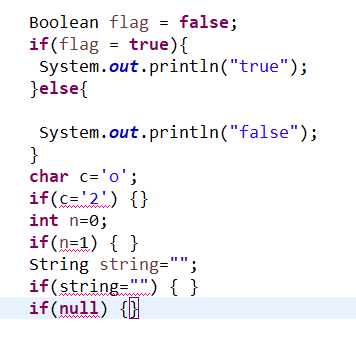 Boolean flag = false;
if(flag = true){
System.out.println("true");
}else{
System.out.println("false");
}
char c='o';
if(c='2') {}
int n=0;
if(n=1) { }
String string="";
if(string="") { }
if(null) {}